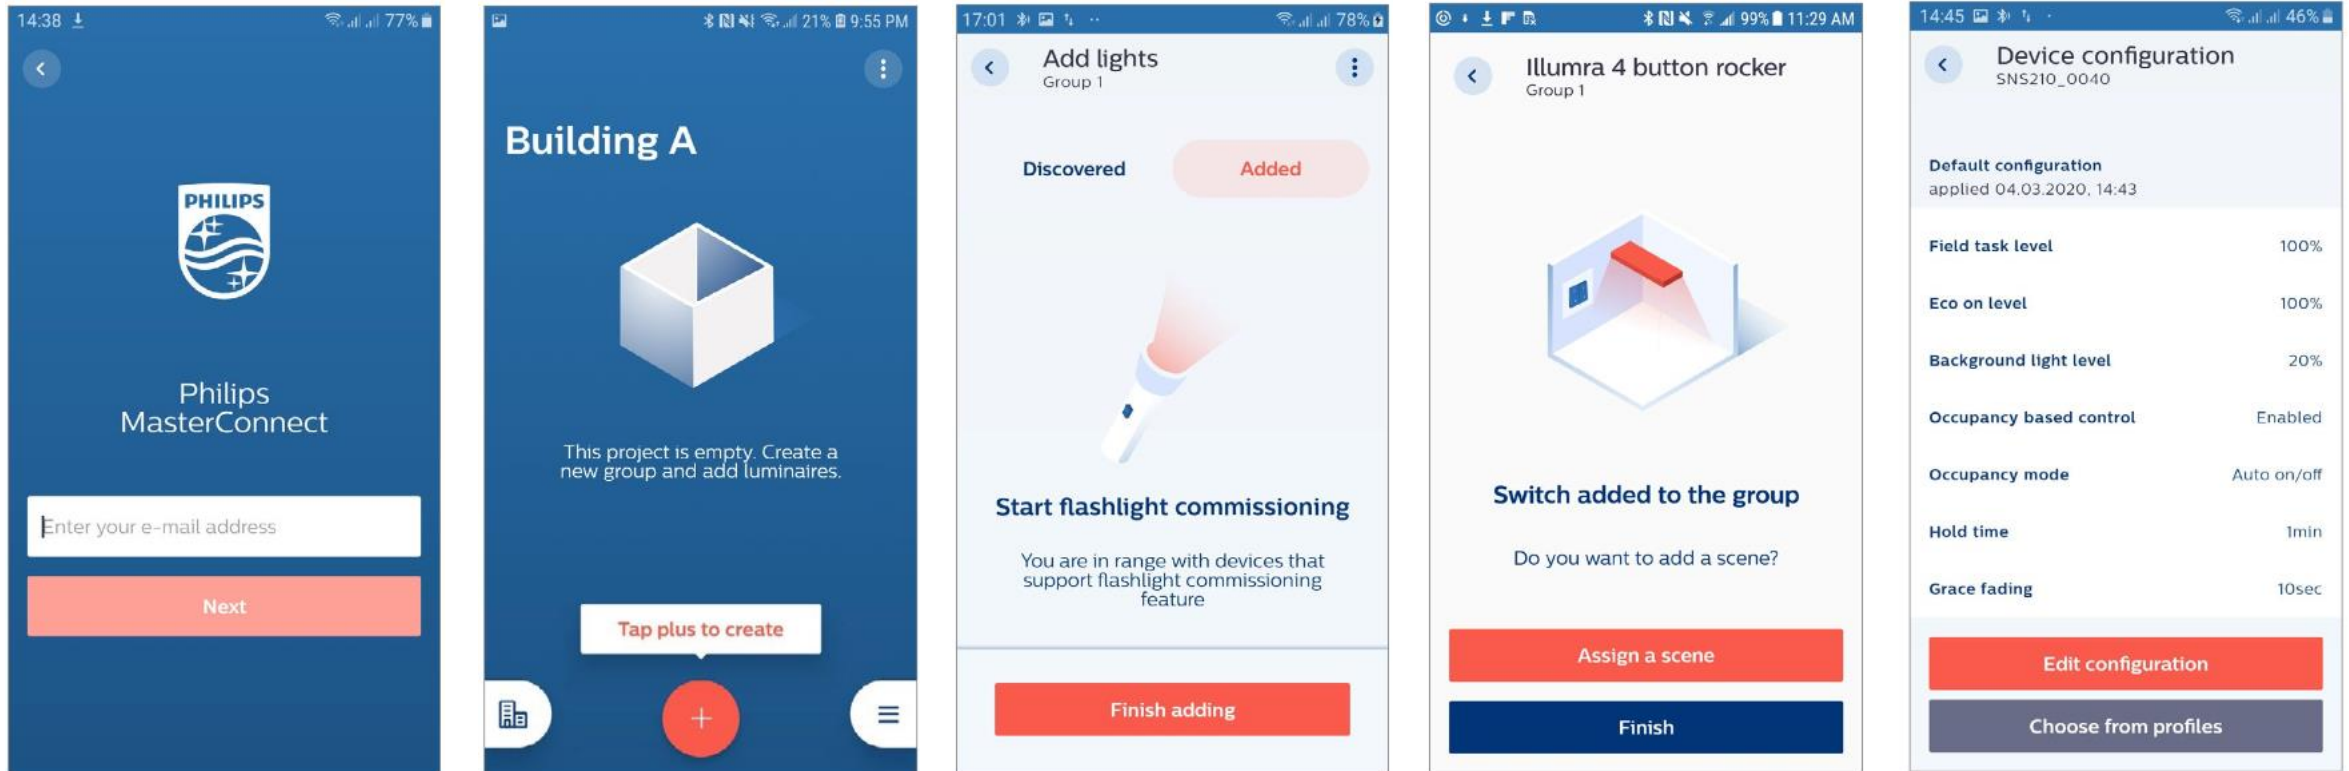 14:38 77%
PHILIPS
Philips
MasterConnect
Enter your e-mail address
Next
21% 9:55 PM
Building A
This project is empty. Create a
new group and add luminaires.
Tap plus to create
17:01 78%
Add lights
Group 1
Discovered
Added
Start flashlight commissioning
You are in range with devices that
support flashlight commissioning
feature
Finish adding
99% 11:29 AM
Illumra 4 button rocker
Group 1
Switch added to the group
Do you want to add a scene?
Assign a scene
Finish
14:45 46%
Device configuration
SNS210_0040
Default configuration
applied 04.03.2020, 14:43
Field task level 100%
Eco on level 100%
Background light level 20%
Occupancy based control Enabled
Occupancy mode Auto on/off
Hold time 1min
Grace fading 10sec
Edit configuration
Choose from profiles